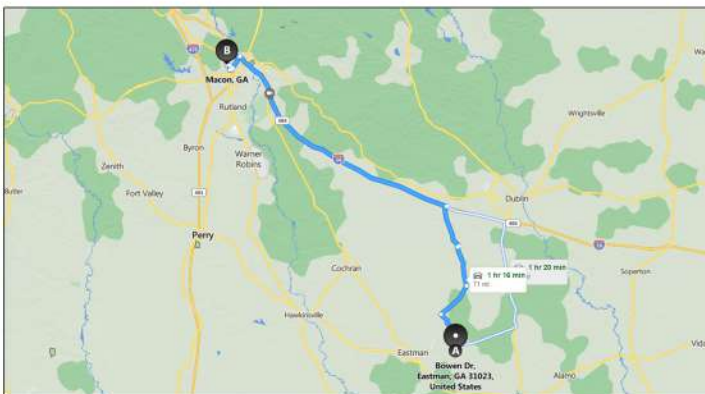 B
Macon, GA
Rutland
Wrightsville
Byron
Zenith
Warner
Robins
Butter
Fort Valley
Dublin
Perry
Soperton
1 hr 20 min
1 hr 16 min
71 mi
Cochran
Hawkinsville
Eastman
A
Bowen Dr,
Eastman, GA 31023,
United States
Alamo